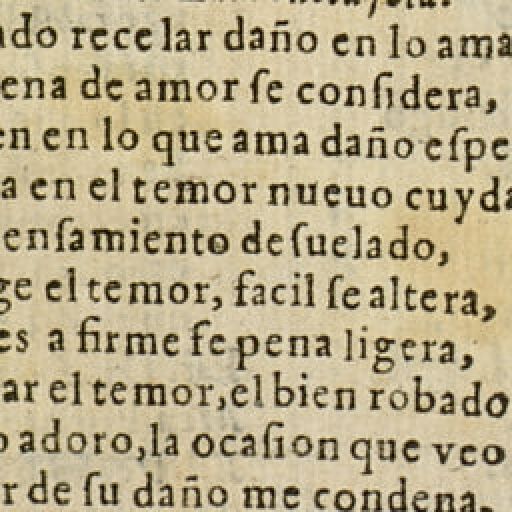 ado recelar daño en lo ama
ena de amor ſe conſidera,
en en lo que ama daño eſpe
a en el temor nueuo cuyda
enſamiento deſuelado,
ge el temor, facil ſe altera,
es a firme fe pena ligera,
ar el temor, el bien robado
o adoro, la ocaſion que veo
r de ſu daño me condena,